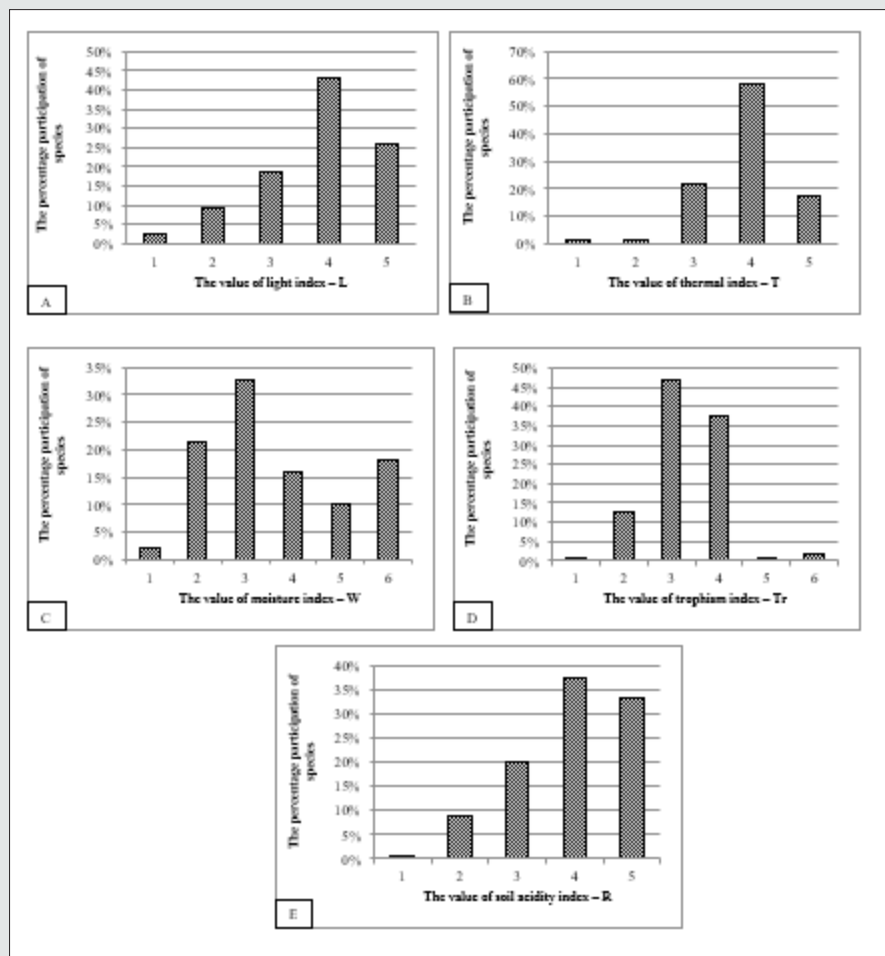 The percentage participation of
species
50%
45%
40%
35%
30%
25%
20%
15%
10%
5%
0%
1 2 3 4 5
The value of light index – L
A
The percentage participation of
species
70%
60%
50%
40%
30%
20%
10%
0%
1 2 3 4 5
The value of thermal index – T
B
The percentage participation of
species
35%
30%
25%
20%
15%
10%
5%
0%
1 2 3 4 5 6
The value of moisture index – W
C
The percentage participation of
species
50%
45%
40%
35%
30%
25%
20%
15%
10%
5%
0%
1 2 3 4 5 6
The value of trophism index – Tr
D
The percentage participation of
species
40%
35%
30%
25%
20%
15%
10%
5%
0%
1 2 3 4 5
The value of soil acidity index – R
E